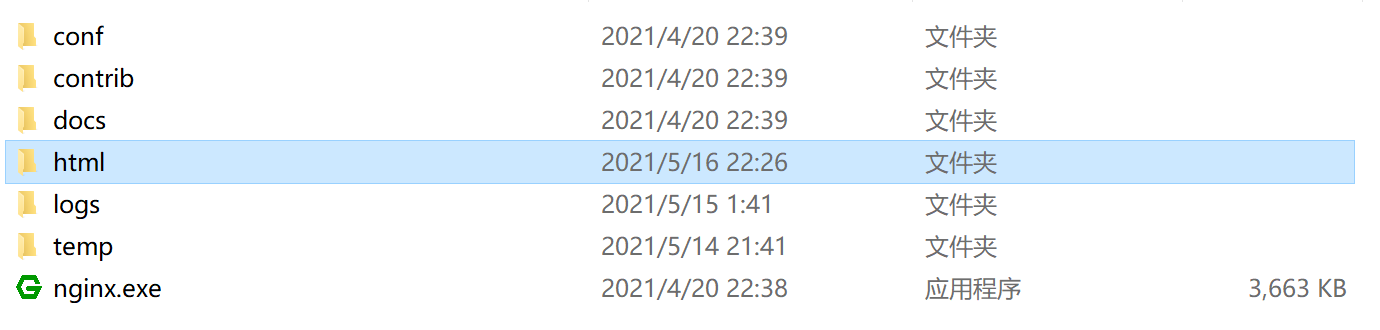 conf 2021/4/20 22:39 文件夹
contrib 2021/4/20 22:39 文件夹
docs 2021/4/20 22:39 文件夹
html 2021/5/16 22:26 文件夹
logs 2021/5/15 1:41 文件夹
temp 2021/5/14 21:41 文件夹
nginx.exe 2021/4/20 22:38 应用程序 3,663 KB